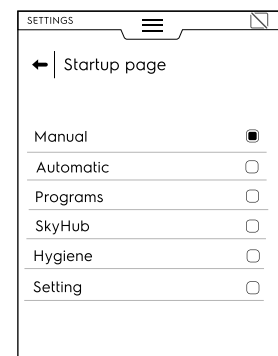 SETTINGS
Startup page
Manual
Automatic
Programs
SkyHub
Hygiene
Setting